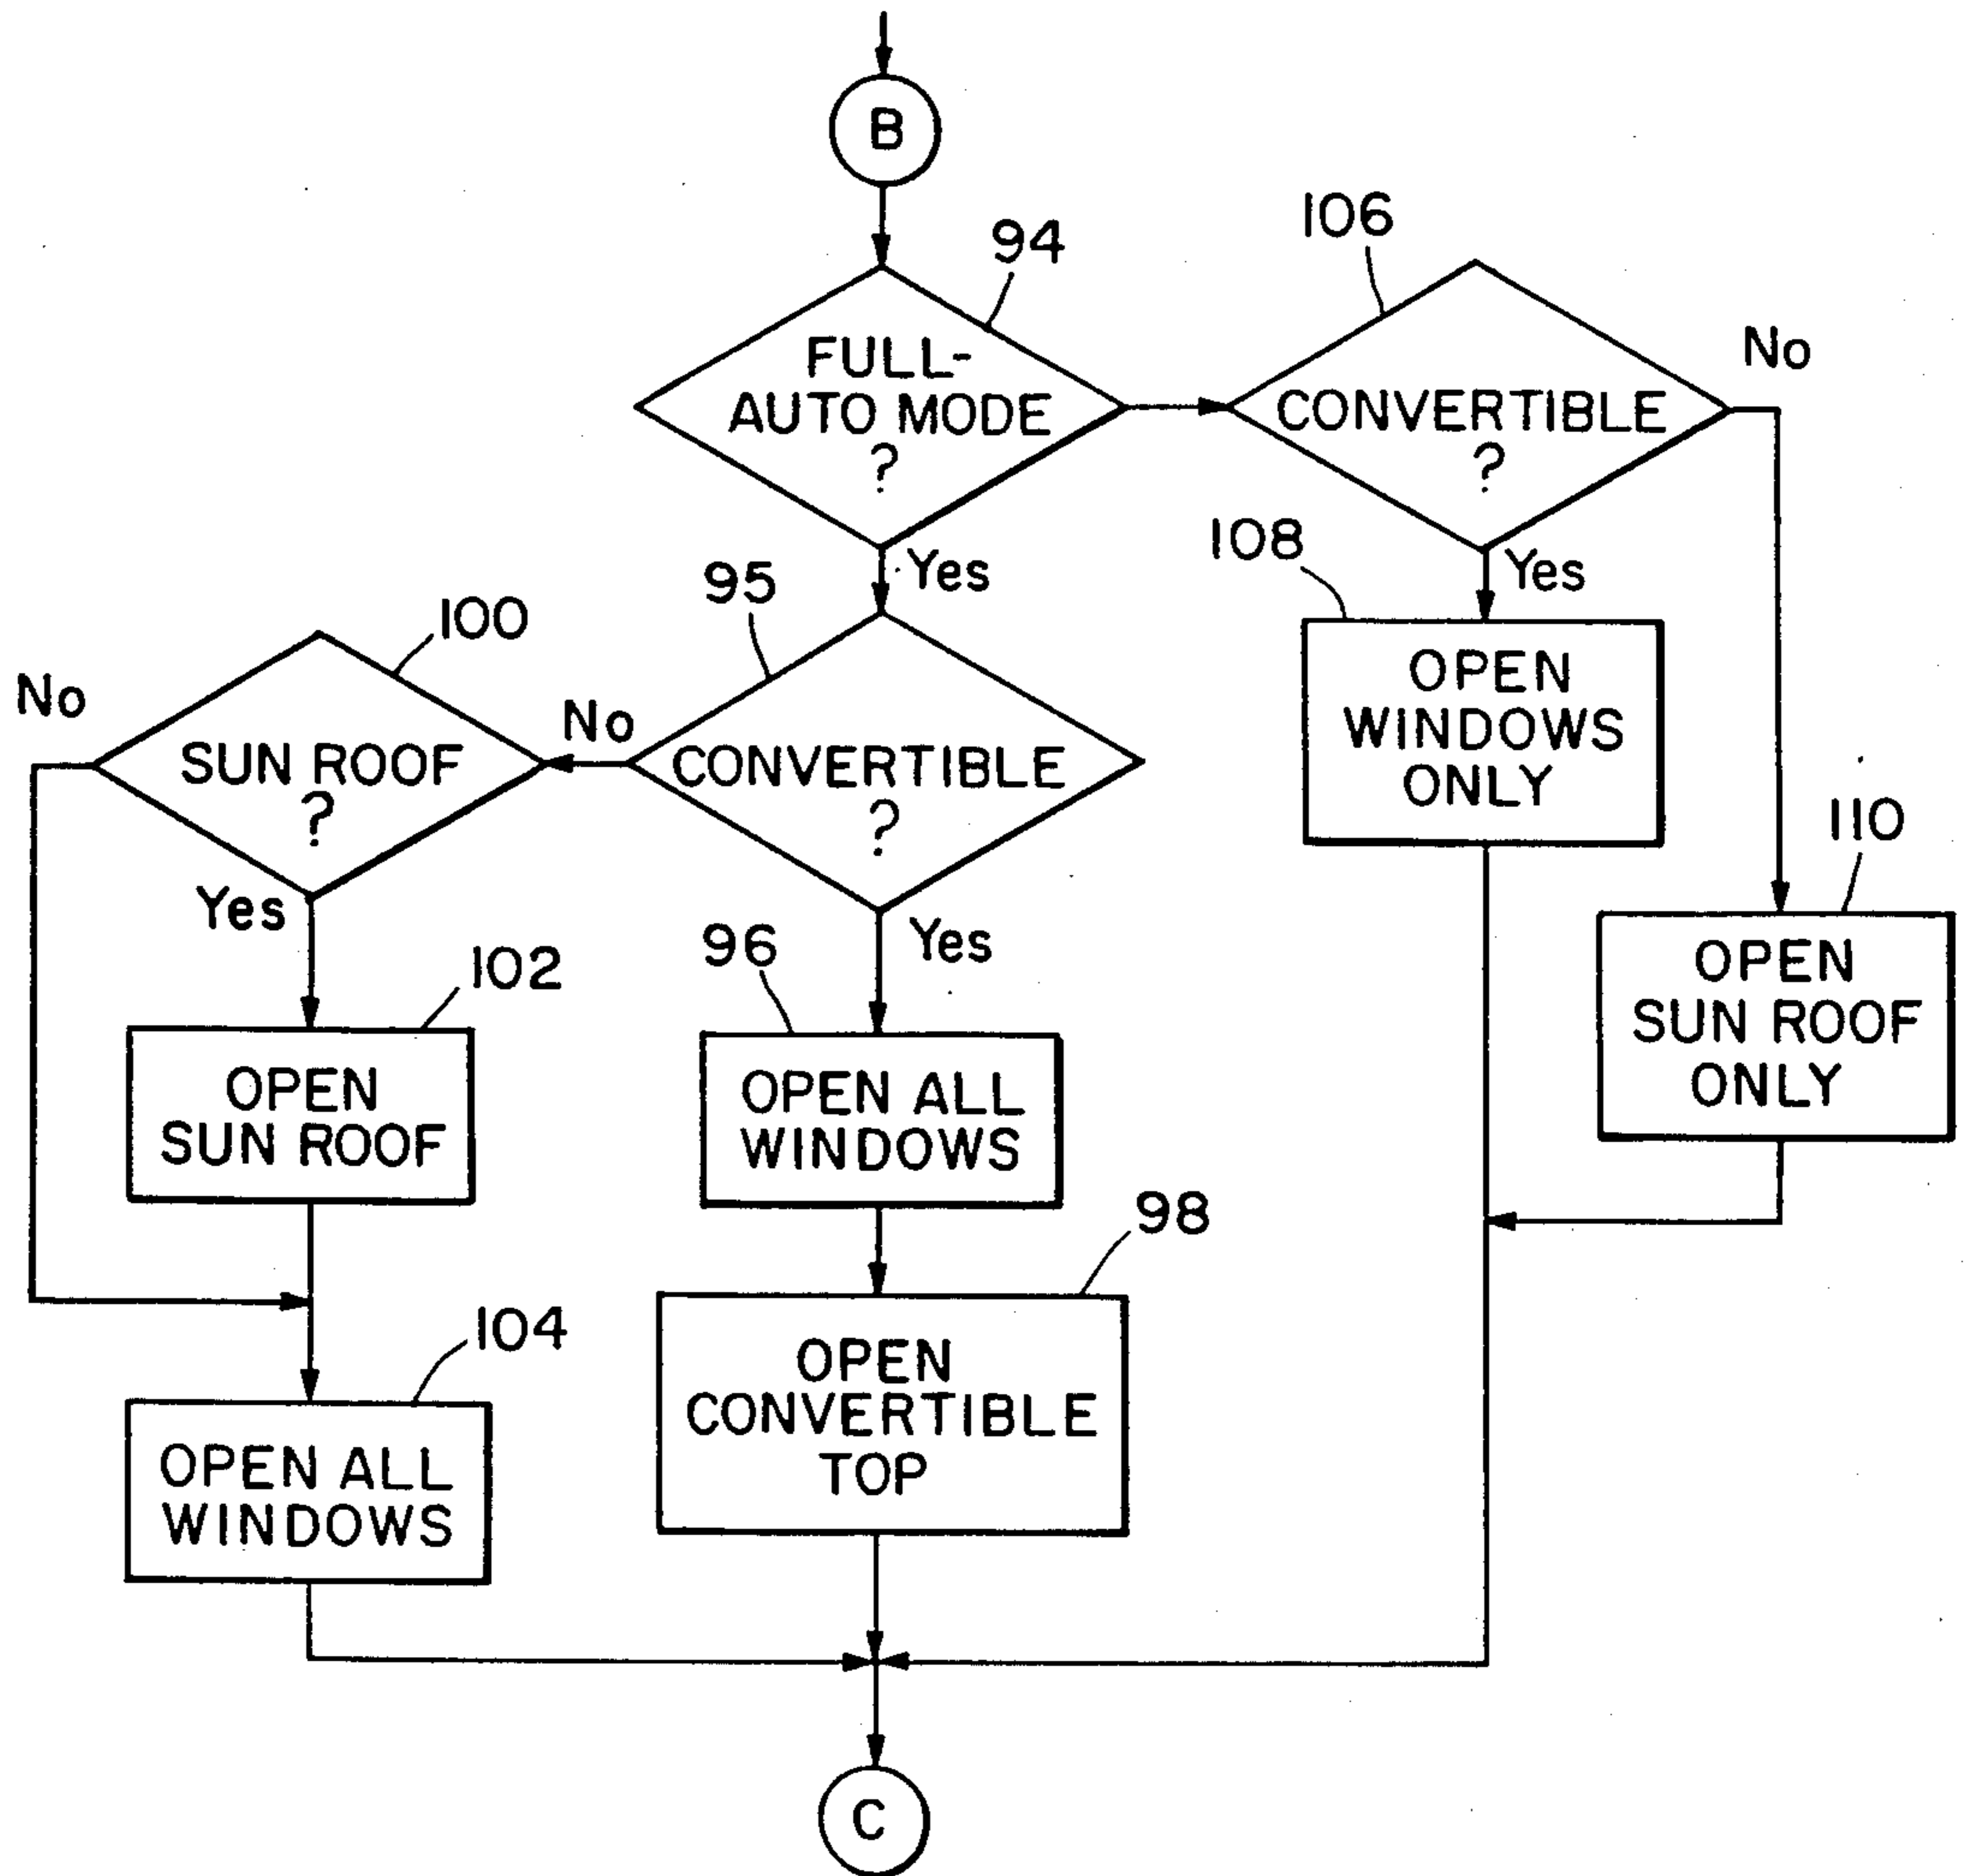 B
94
106
FULL-
AUTO MODE
?
CONVERTIBLE
?
No
Yes
108
Yes
95
100
No
No
SUN ROOF
?
CONVERTIBLE
?
OPEN
WINDOWS
ONLY
110
Yes
Yes
102
96
OPEN
SUN ROOF
ONLY
OPEN
SUN ROOF
OPEN ALL
WINDOWS
98
104
OPEN
CONVERTIBLE
TOP
OPEN ALL
WINDOWS
C